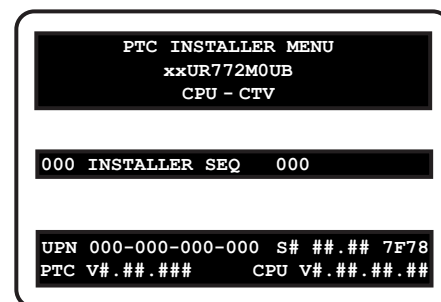 PTC INSTALLER MENU
xxUR772M0UB
CPU – CTV
000 INSTALLER SEQ 000
UPN 000-000-000-000 S# ##.## 7F78
PTC V#.##.### CPU V#.##.##.##